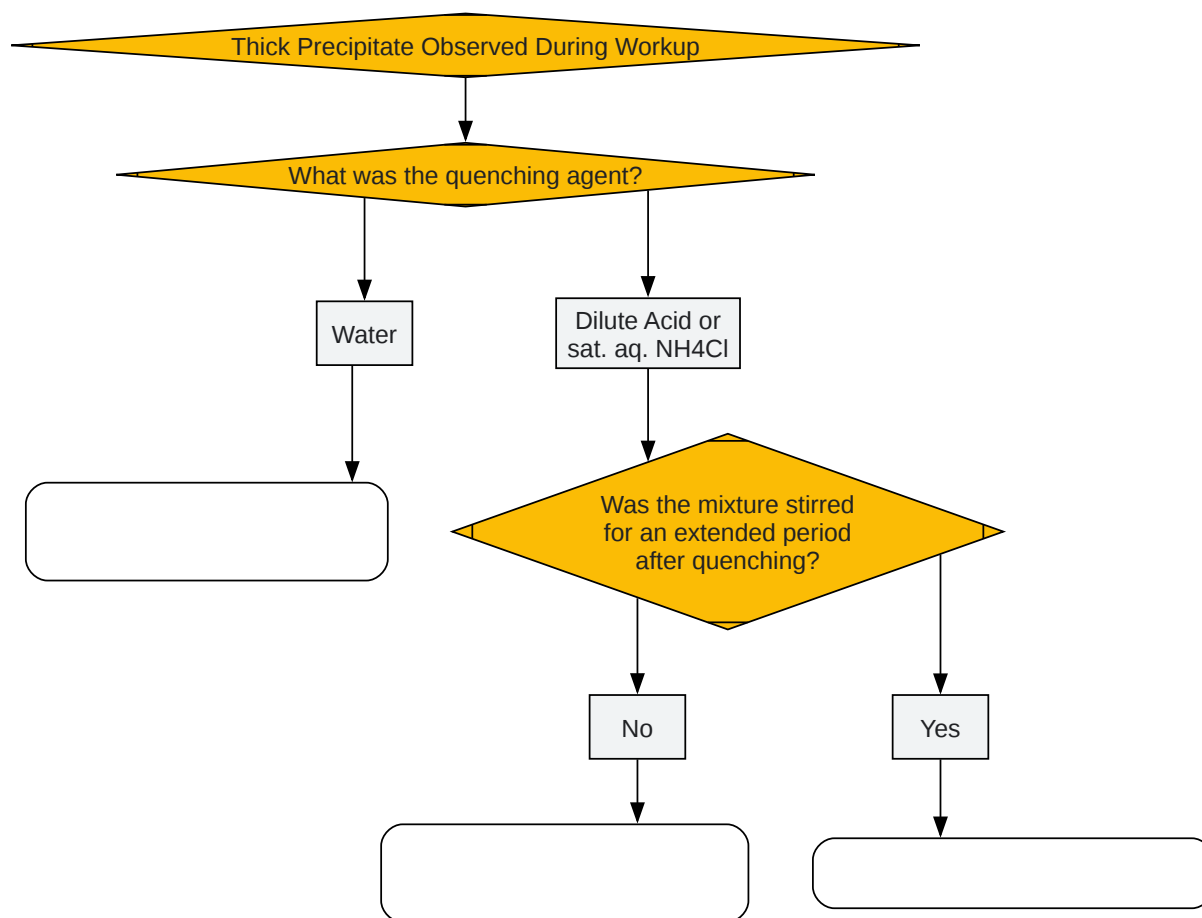 Thick Precipitate Observed During Workup
What was the quenching agent?
Water
Dilute Acid or
sat. aq. NH4Cl
Was the mixture stirred
for an extended period
after quenching?
No
Yes